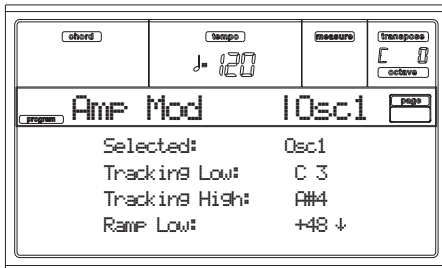 chord tempo measure transpose
♩= 120 C 0
octave
program Amp Mod |Osc1 page
Selected: Osc1
Tracking Low: C 3
Tracking High: A#4
Ramp Low: +48 ↓